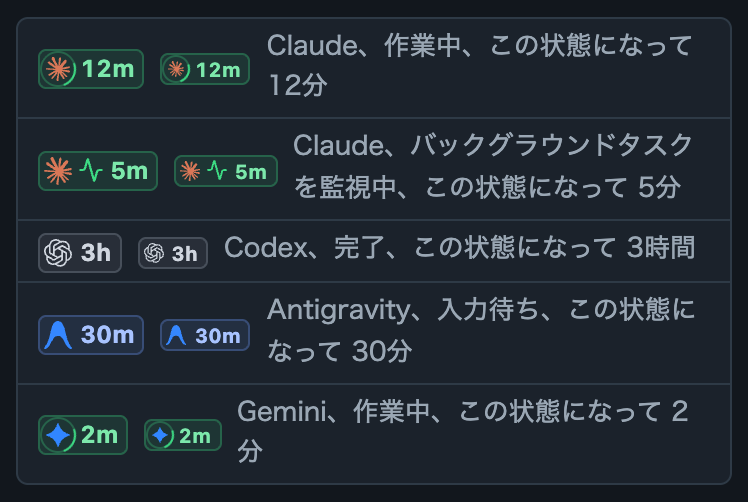 12m 12m Claude、作業中、この状態になって
12分
5m 5m Claude、バックグラウンドタスク
を監視中、この状態になって 5分
3h 3h Codex、完了、この状態になって 3時間
30m 30m Antigravity、入力待ち、この状態に
なって 30分
2m 2m Gemini、作業中、この状態になって 2
分